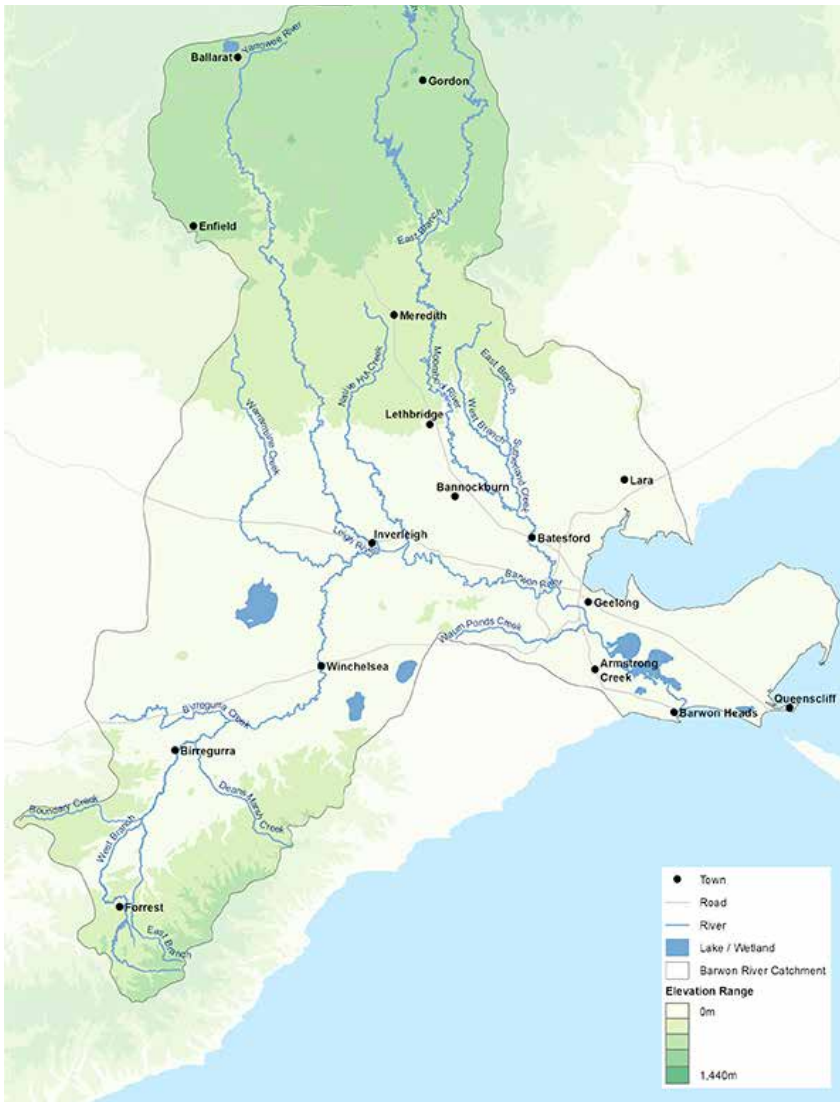 Yarrowee River
Ballarat
Gordon
Enfield
East Branch
Meredith
Native Hut Creek
Moorabool River
East Branch
West Branch
Lethbridge
Warrambine Creek
Sutherland Creek
Lara
Bannockburn
Leigh River
Inverleigh
Batesford
Barwon River
Geelong
Waurn Ponds Creek
Winchelsea
Armstrong
Creek
Queenscliff
Barwon Heads
Birregurra Creek
Birregurra
Deans Marsh Creek
Boundary Creek
West Branch
Forrest
East Branch
Town
Road
River
Lake / Wetland
Barwon River Catchment
Elevation Range
0m
1,440m